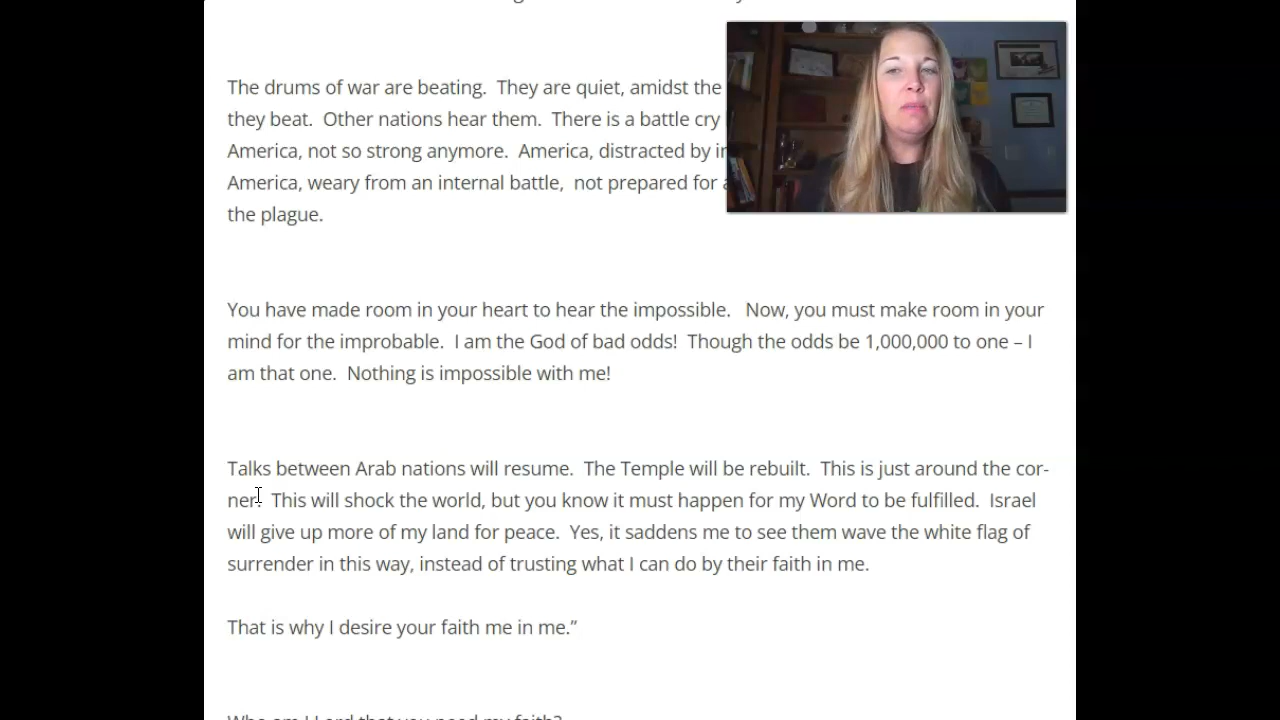 The drums of war are beating.  They are quiet, amidst the
they beat.  Other nations hear them.  There is a battle cry
America, not so strong anymore.  America, distracted by
America, weary from an internal battle,  not prepared for
the plague.
You have made room in your heart to hear the impossible.   Now, you must make room in your
mind for the improbable.  I am the God of bad odds!  Though the odds be 1,000,000 to one – I
am that one.  Nothing is impossible with me!
Talks between Arab nations will resume.  The Temple will be rebuilt.  This is just around the cor-
ner.  This will shock the world, but you know it must happen for my Word to be fulfilled.  Israel
will give up more of my land for peace.  Yes, it saddens me to see them wave the white flag of
surrender in this way, instead of trusting what I can do by their faith in me.
That is why I desire your faith me in me.”
Who am I Lord that you need my faith?